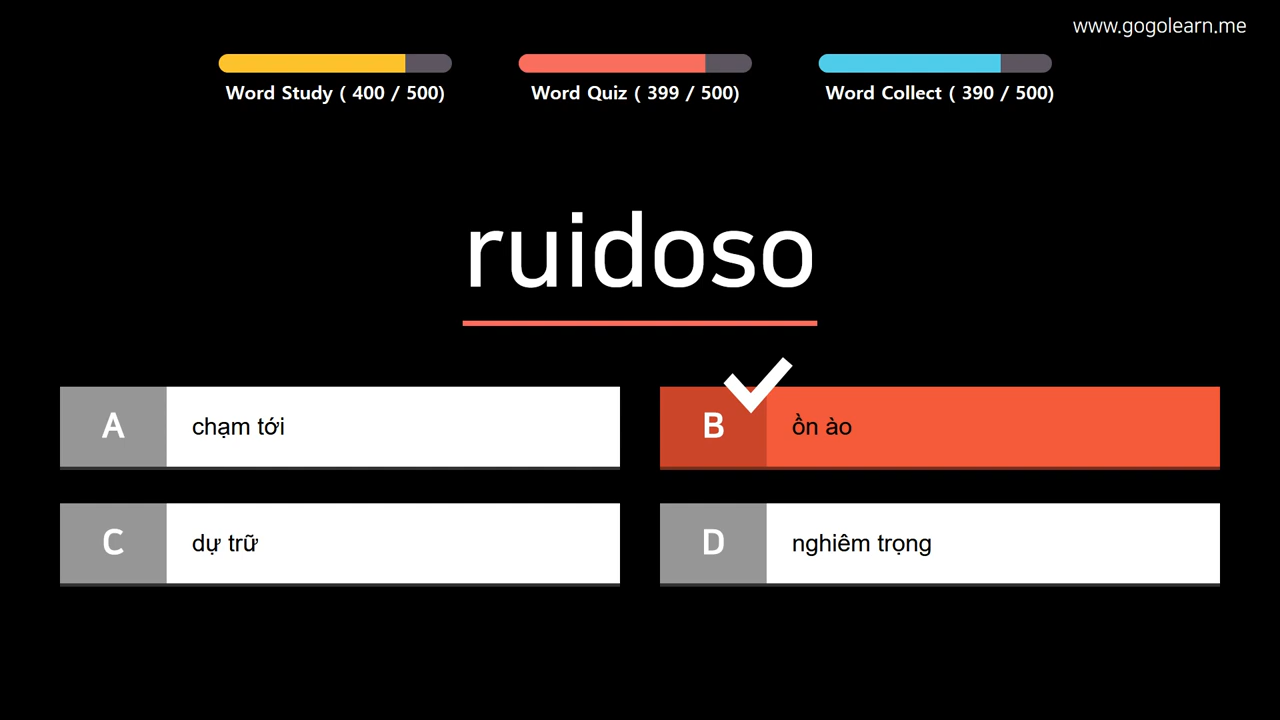 www.gogolearn.me
Word Study ( 400 / 500)
Word Quiz ( 399 / 500)
Word Collect ( 390 / 500)
ruidoso
A
chạm tới
B
ồn ào
C
dự trữ
D
nghiêm trọng